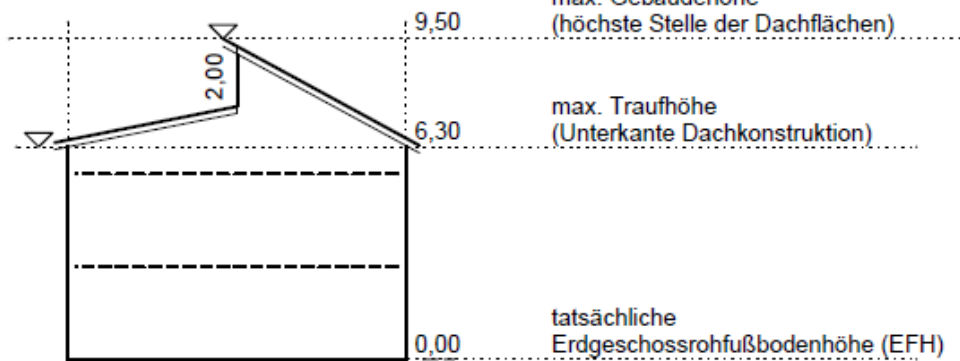 max. Gebäudehöhe
9,50 (höchste Stelle der Dachflächen)
2,00
max. Traufhöhe
6,30 (Unterkante Dachkonstruktion)
tatsächliche
0,00 Erdgeschossrohfußbodenhöhe (EFH)